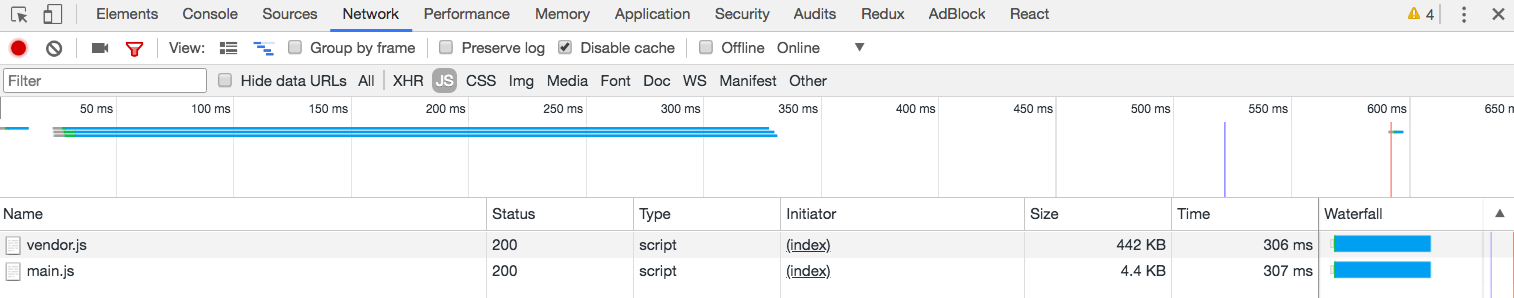 Elements Console Sources Network Performance Memory Application Security Audits Redux AdBlock React 4
View: Group by frame Preserve log Disable cache Offline Online
Filter Hide data URLs All XHR JS CSS Img Media Font Doc WS Manifest Other
50 ms 100 ms 150 ms 200 ms 250 ms 300 ms 350 ms 400 ms 450 ms 500 ms 550 ms 600 ms 650 m
Name Status Type Initiator Size Time Waterfall
vendor.js 200 script (index) 442 KB 306 ms
main.js 200 script (index) 4.4 KB 307 ms